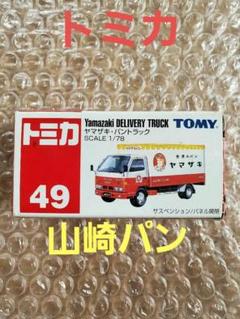 トミカ
Yamazaki DELIVERY TRUCK
TOMY
ヤマザキ・パントラック
SCALE 1/78
トミカ
49
ヤマザキ
サスペンション/パネル開閉
山崎パン